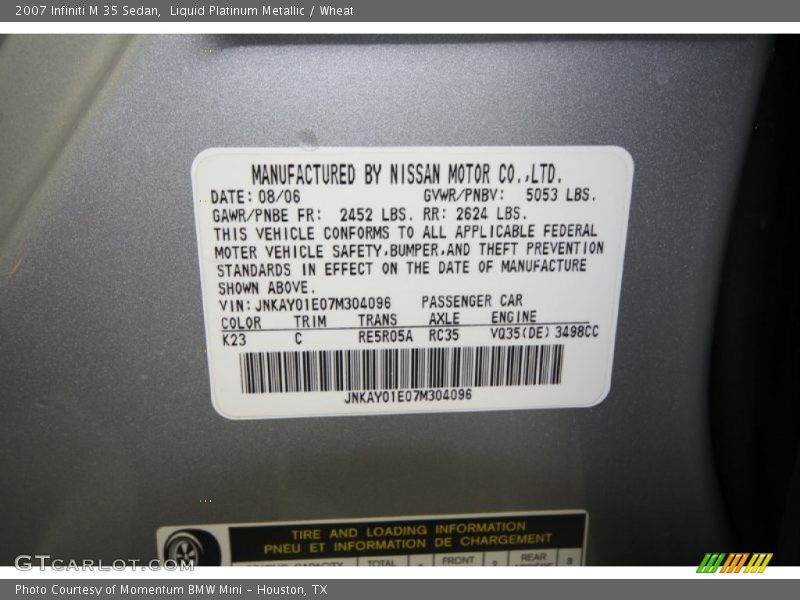 2007 Infiniti M 35 Sedan,  Liquid Platinum Metallic / Wheat
MANUFACTURED BY NISSAN MOTOR CO.,LTD.
DATE: 08/06 GVWR/PNBV: 5053 LBS.
GAWR/PNBE FR: 2452 LBS. RR: 2624 LBS.
THIS VEHICLE CONFORMS TO ALL APPLICABLE FEDERAL
MOTER VEHICLE SAFETY,BUMPER,AND THEFT PREVENTION
STANDARDS IN EFFECT ON THE DATE OF MANUFACTURE
SHOWN ABOVE.
VIN: JNKAY01E07M304096 PASSENGER CAR
COLOR TRIM TRANS AXLE ENGINE
K23 C RE5R05A RC35 VQ35(DE) 3498CC
JNKAY01E07M304096
TIRE AND LOADING INFORMATION
PNEU ET INFORMATION DE CHARGEMENT
TOTAL FRONT 2 REAR 3
GTCARLOT.COM
Photo Courtesy of Momentum BMW Mini - Houston, TX